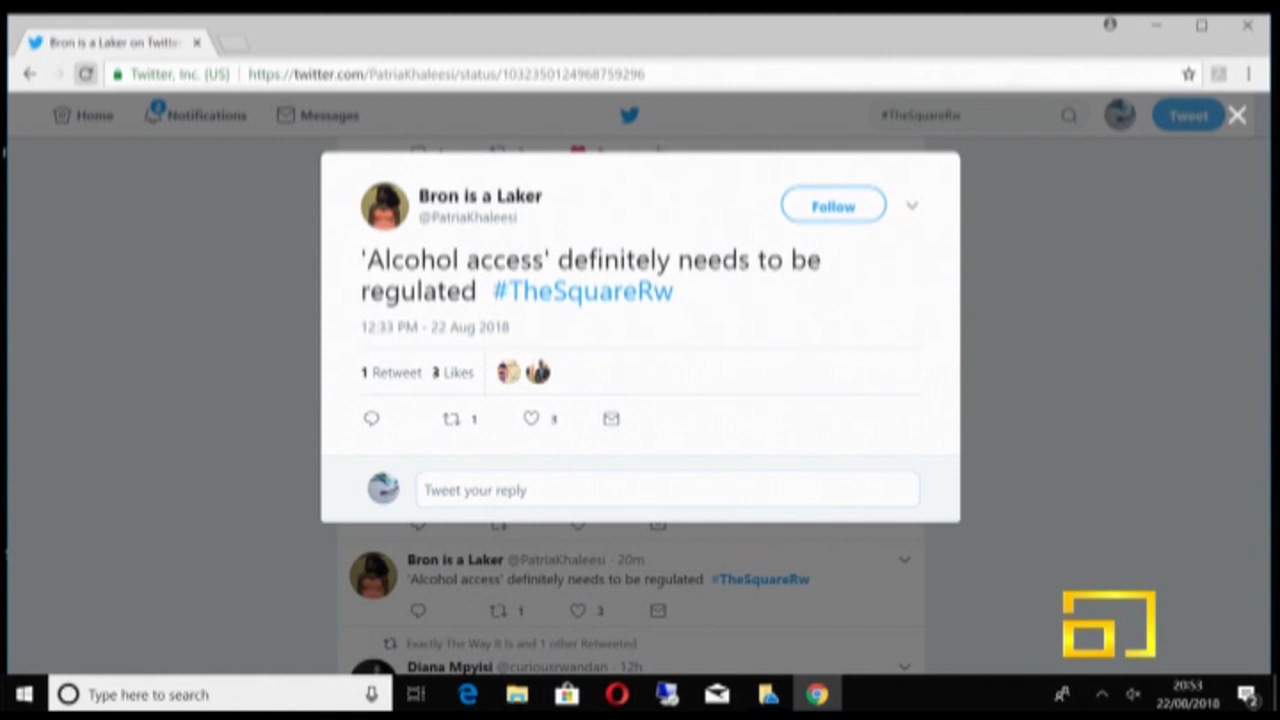 Bron is a Laker on Twitte
Twitter, Inc. [US]
https://twitter.com/PatriaKhaleesi/status/1032350124968759296
Home
2
Notifications
Messages
#TheSquareRw
Tweet
Bron is a Laker
@PatriaKhaleesi
Follow
'Alcohol access' definitely needs to be
regulated #TheSquareRw
12:33 PM - 22 Aug 2018
1 Retweet 3 Likes
1 3
Tweet your reply
Bron is a Laker @PatriaKhaleesi · 20m
'Alcohol access' definitely needs to be regulated #TheSquareRw
1 3
Exactly The Way It Is and 1 other Retweeted
Diana Mpyisi @curiousrwandan · 12h
Type here to search
20:53
22/08/2018
2